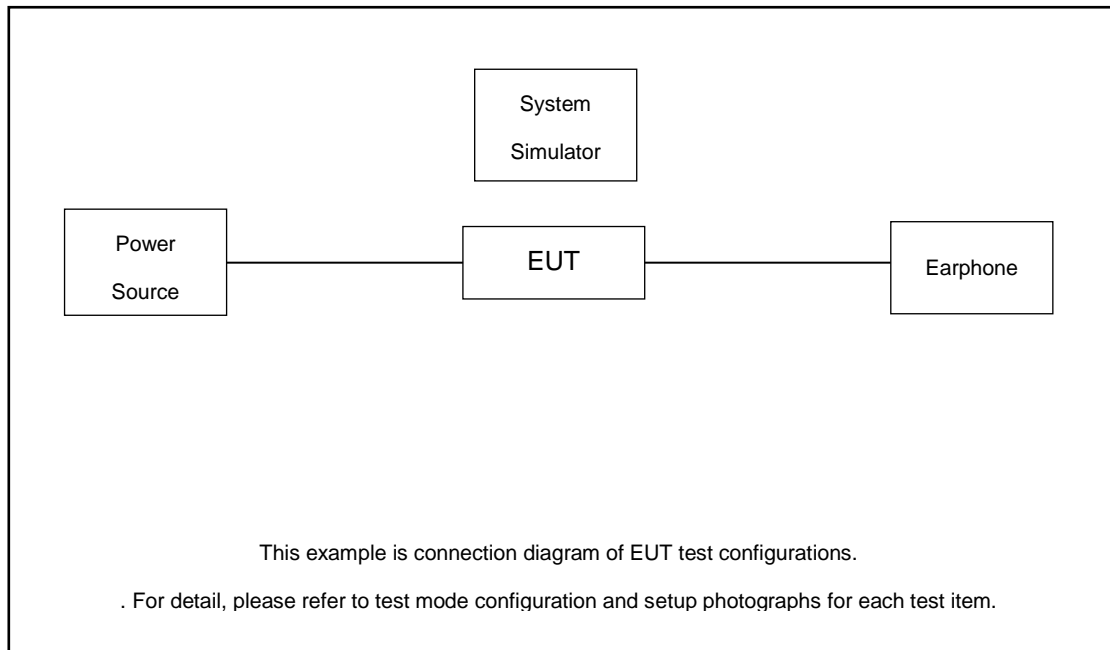 System
Simulator
Power
Source
EUT
Earphone
This example is connection diagram of EUT test configurations.
. For detail, please refer to test mode configuration and setup photographs for each test item.